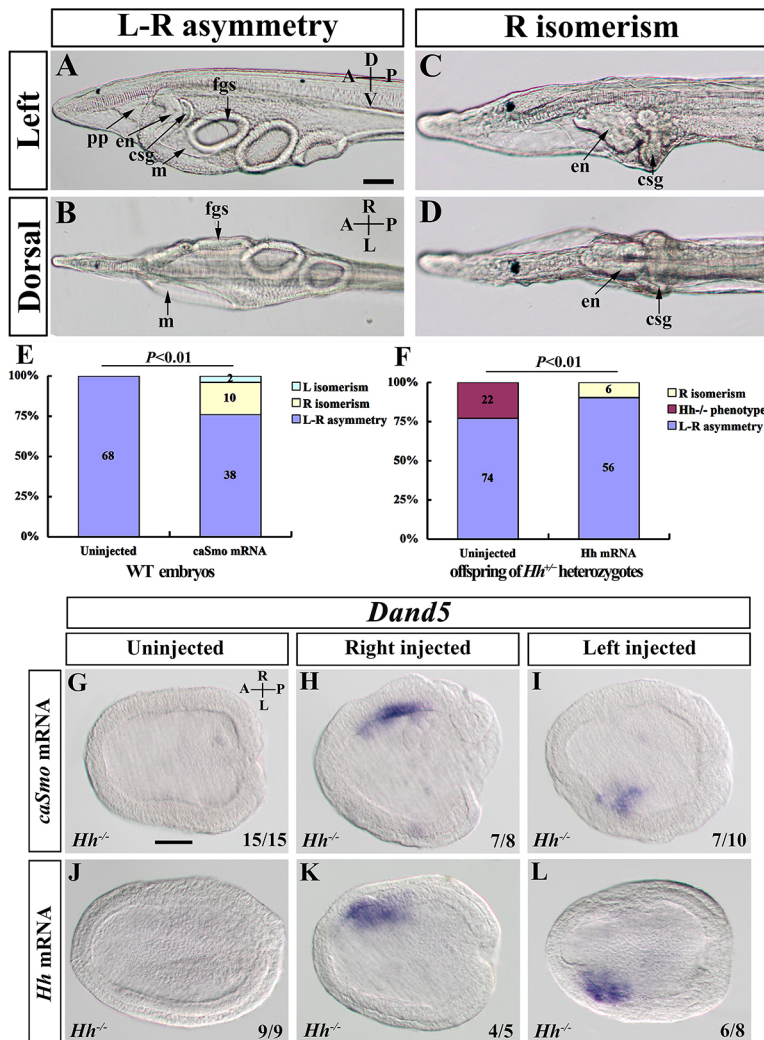 L-R asymmetry
R isomerism
Left
A
fgs
D
A P
V
pp
en
csg
m
C
en
csg
Dorsal
B
fgs
R
A P
L
m
D
en
csg
E
P<0.01
100%
75%
50%
25%
0%
68
2
10
38
L isomerism
R isomerism
L-R asymmetry
Uninjected
caSmo mRNA
WT embryos
F
P<0.01
100%
75%
50%
25%
0%
22
74
6
56
R isomerism
Hh-/- phenotype
L-R asymmetry
Uninjected
Hh mRNA
offspring of Hh+/- heterozygotes
Dand5
Uninjected
Right injected
Left injected
caSmo mRNA
G
R
A P
L
Hh-/-
15/15
H
Hh-/-
7/8
I
Hh-/-
7/10
Hh mRNA
J
Hh-/-
9/9
K
Hh-/-
4/5
L
Hh-/-
6/8